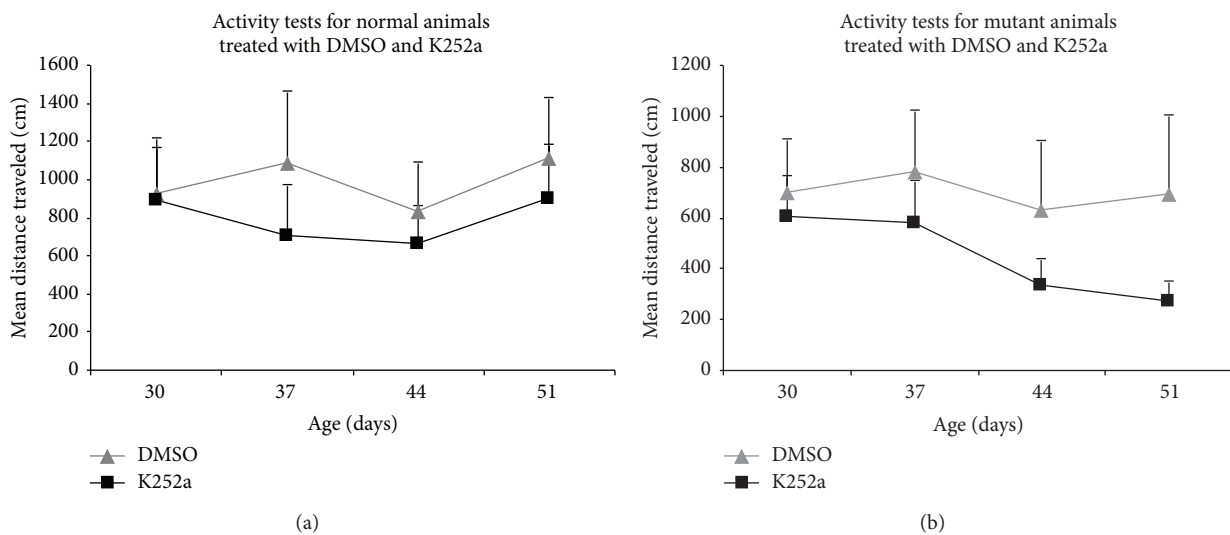 Activity tests for normal animals
treated with DMSO and K252a
Mean distance traveled (cm)
1600
1400
1200
1000
800
600
400
200
0
30 37 44 51
Age (days)
DMSO
K252a
(a)
Activity tests for mutant animals
treated with DMSO and K252a
Mean distance traveled (cm)
1200
1000
800
600
400
200
0
30 37 44 51
Age (days)
DMSO
K252a
(b)